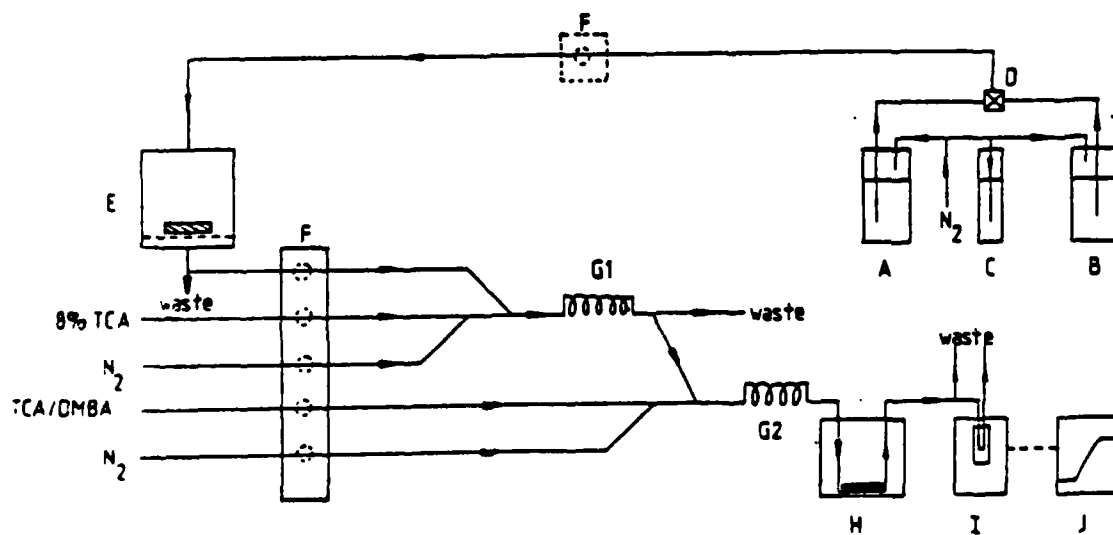 F
D
E
N2
A
C
B
F
waste
8% TCA
G1
waste
N2
TCA/DMBA
N2
G2
waste
H
I
J